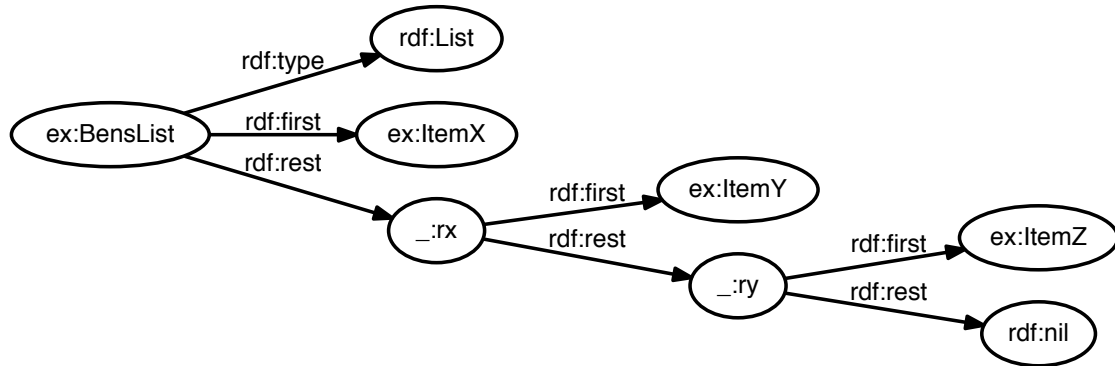 rdf:List
rdf:type
ex:BensList
rdf:first
ex:ItemX
rdf:rest
rdf:first
ex:ItemY
_:rx
rdf:rest
rdf:first
ex:ItemZ
_:ry
rdf:rest
rdf:nil